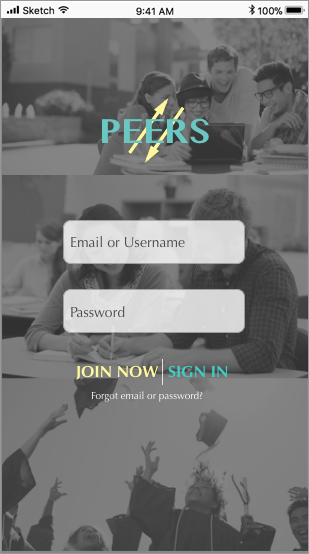 Sketch 9:41 AM 100%
PEERS
Email or Username
Password
JOIN NOW SIGN IN
Forgot email or password?